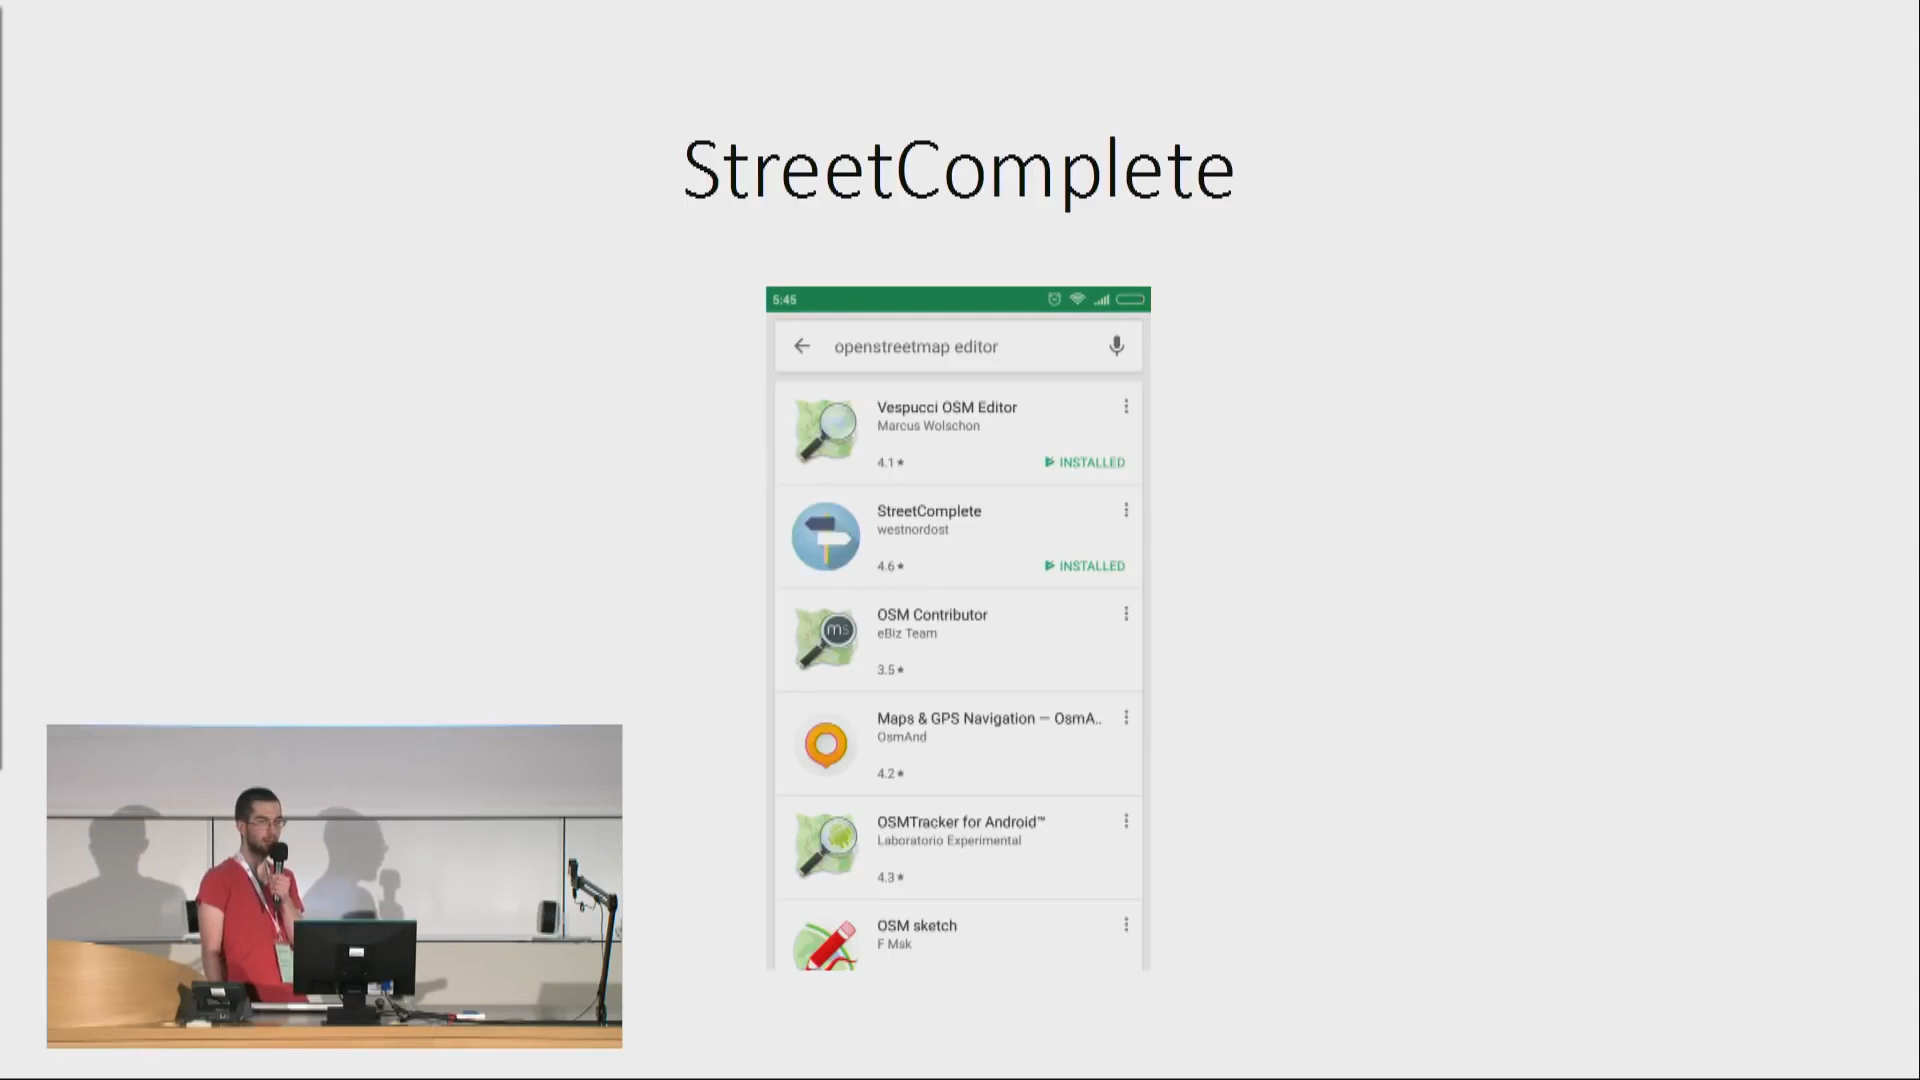 StreetComplete
5:45
openstreetmap editor
Vespucci OSM Editor
Marcus Wolschon
4.1★
INSTALLED
StreetComplete
westnordost
4.6★
INSTALLED
OSM Contributor
eBiz Team
3.5★
ms
Maps & GPS Navigation — OsmA..
OsmAnd
4.2★
OSMTracker for Android™
Laboratorio Experimental
4.3★
OSM sketch
F Msk